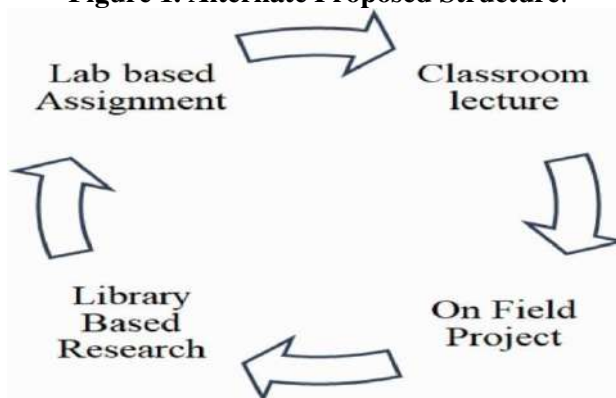 Figure 1. Alternate Proposed Structure.
Lab based
Assignment
Classroom
lecture
On Field
Project
Library
Based
Research